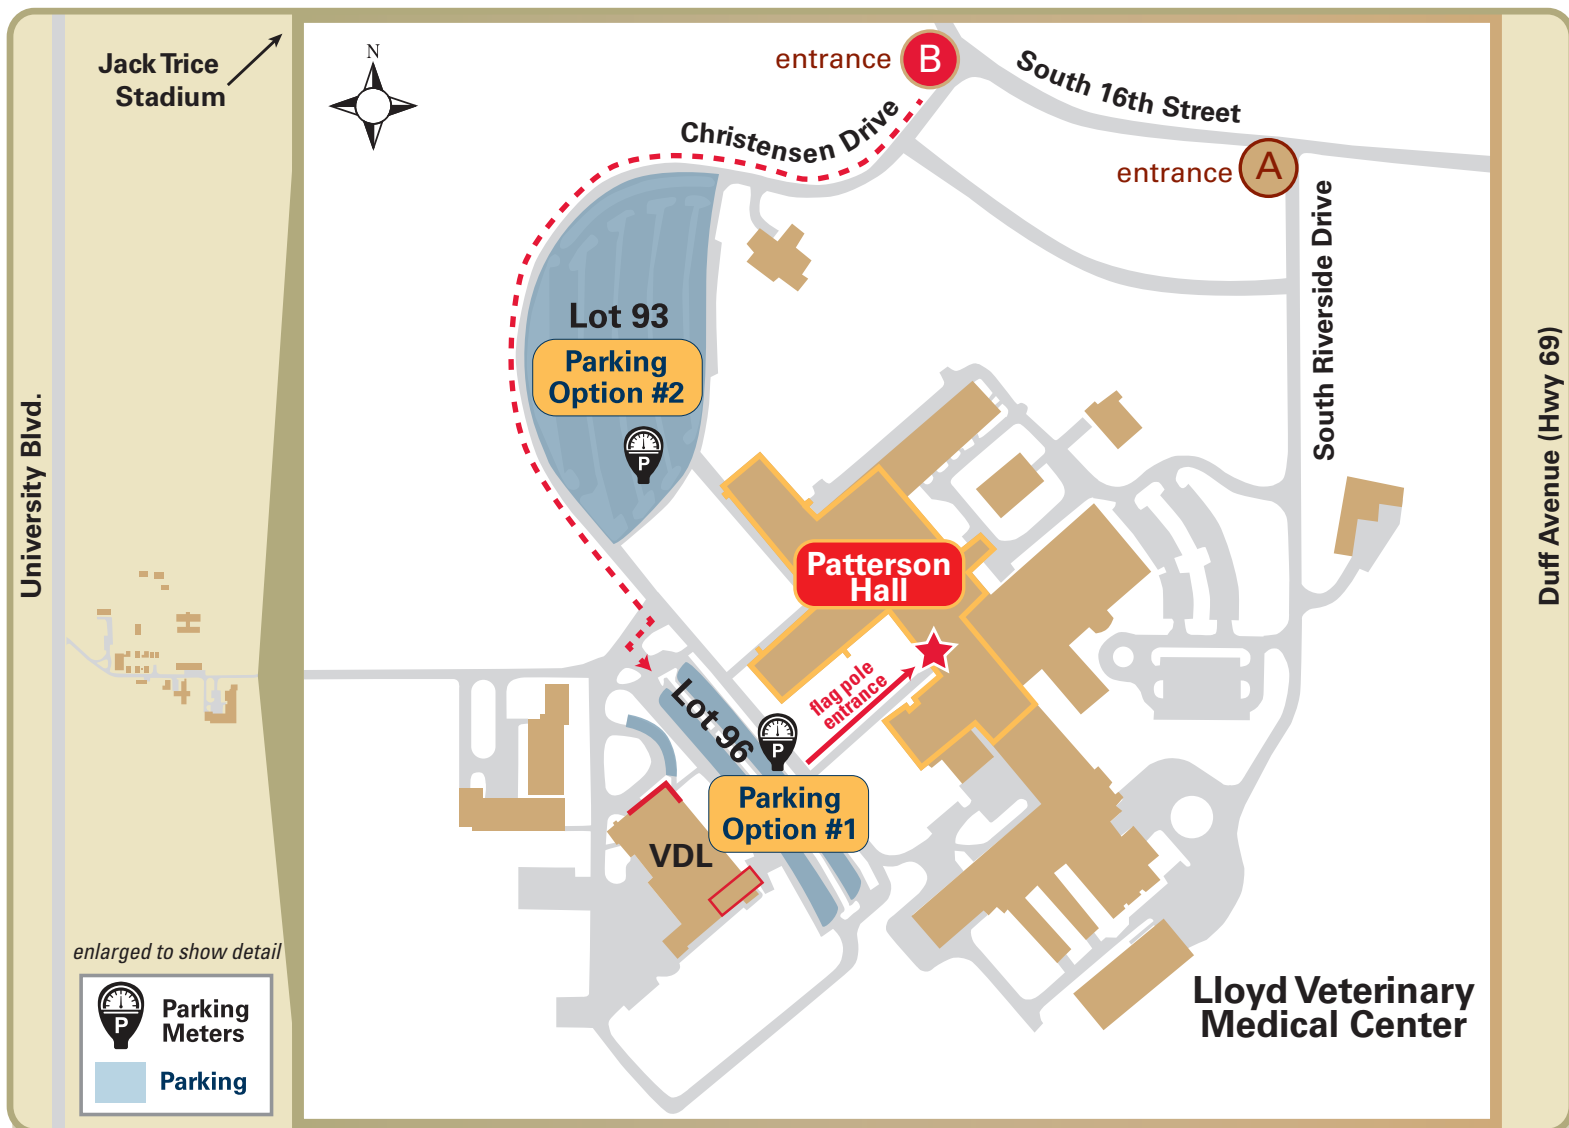 Jack Trice
Stadium
N
entrance
B
South 16th Street
Christensen Drive
entrance
A
South Riverside Drive
University Blvd.
Duff Avenue (Hwy 69)
Lot 93
Parking
Option #2
P
Patterson
Hall
flag pole
entrance
Lot 96
P
Parking
Option #1
VDL
enlarged to show detail
P
Parking
Meters
Parking
Lloyd Veterinary
Medical Center